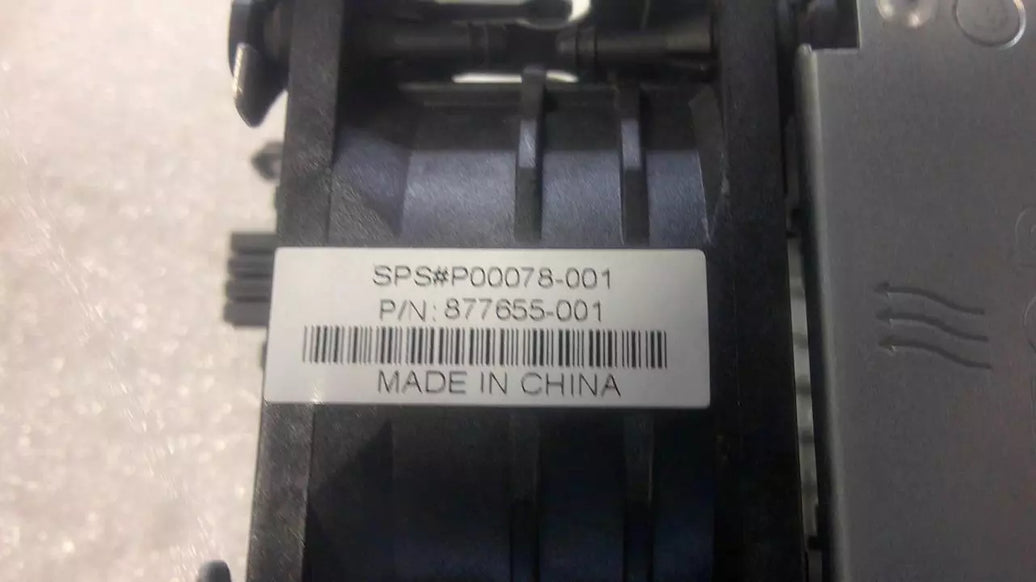 SPS#P00078-001
P/N: 877655-001
MADE IN CHINA